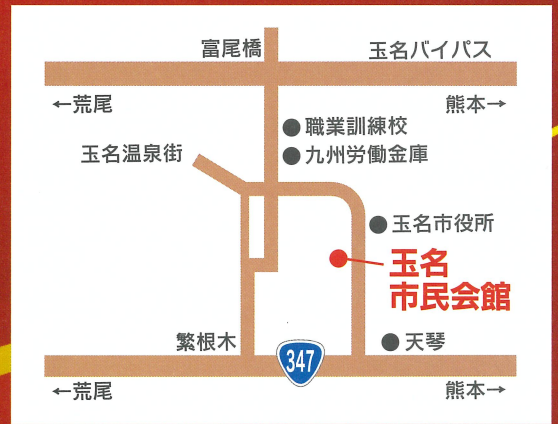 富尾橋
玉名バイパス
←荒尾
熊本→
職業訓練校
玉名温泉街
九州労働金庫
玉名市役所
玉名
市民会館
繁根木
347
天琴
←荒尾
熊本→